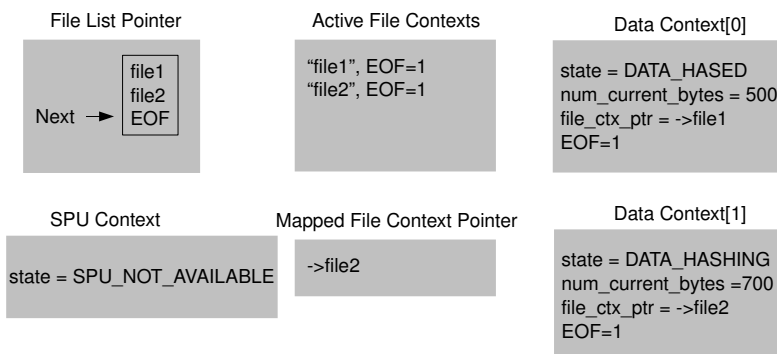 File List Pointer
file1
file2
Next
EOF
Active File Contexts
“file1”, EOF=1
“file2”, EOF=1
Data Context[0]
state = DATA_HASED
num_current_bytes = 500
file_ctx_ptr = ->file1
EOF=1
SPU Context
state = SPU_NOT_AVAILABLE
Mapped File Context Pointer
->file2
Data Context[1]
state = DATA_HASHING
num_current_bytes =700
file_ctx_ptr = ->file2
EOF=1